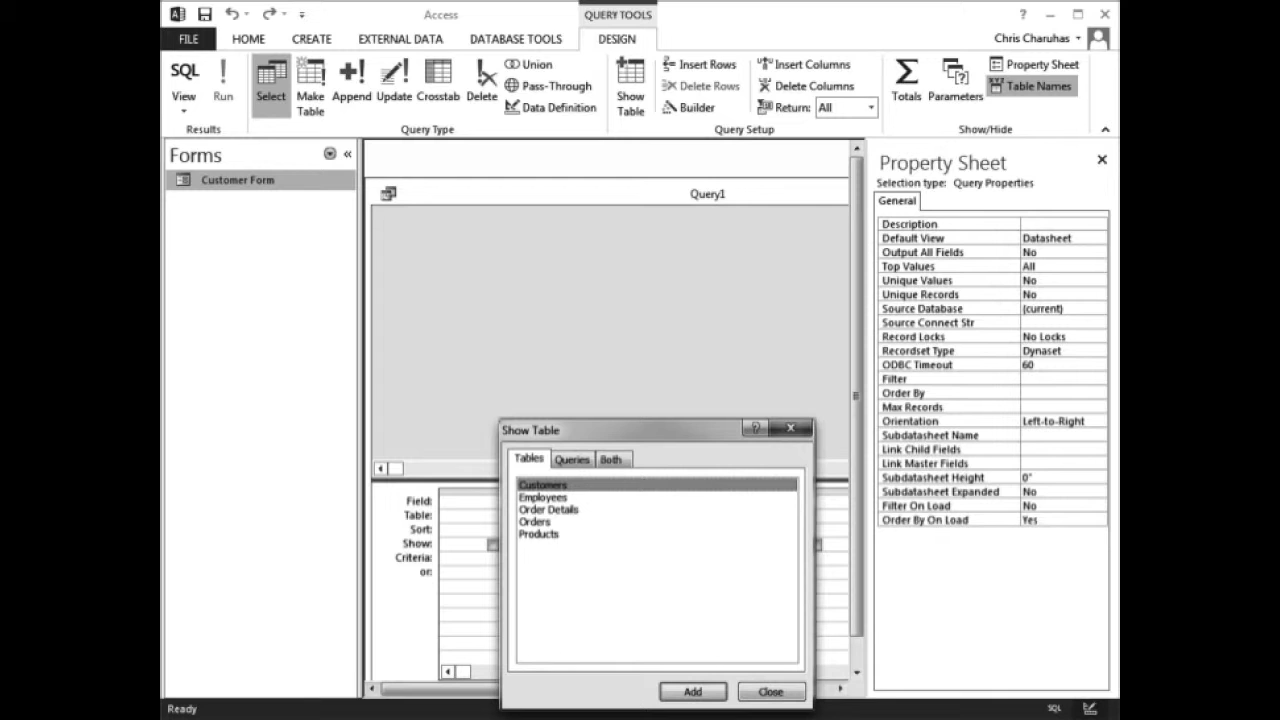 Access
QUERY TOOLS
?
Chris Charuhas
FILE HOME CREATE EXTERNAL DATA DATABASE TOOLS DESIGN
SQL View
Run
Results
Select
Make Table
Append
Update
Crosstab
Delete
Union
Pass-Through
Data Definition
Query Type
Show Table
Insert Rows
Delete Rows
Builder
Insert Columns
Delete Columns
Return: All
Query Setup
Totals
Parameters
Property Sheet
Table Names
Show/Hide
Forms
Customer Form
Query1
Field:
Table:
Sort:
Show:
Criteria:
or:
Show Table
?
Tables Queries Both
Customers
Employees
Order Details
Orders
Products
Add Close
Property Sheet
Selection type: Query Properties
General
Description
Default View Datasheet
Output All Fields No
Top Values All
Unique Values No
Unique Records No
Source Database (current)
Source Connect Str
Record Locks No Locks
Recordset Type Dynaset
ODBC Timeout 60
Filter
Order By
Max Records
Orientation Left-to-Right
Subdatasheet Name
Link Child Fields
Link Master Fields
Subdatasheet Height 0"
Subdatasheet Expanded No
Filter On Load No
Order By On Load Yes
Ready
SQL